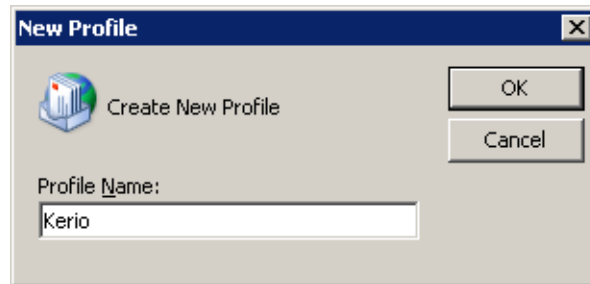 New Profile
Create New Profile
OK
Cancel
Profile Name:
Kerio